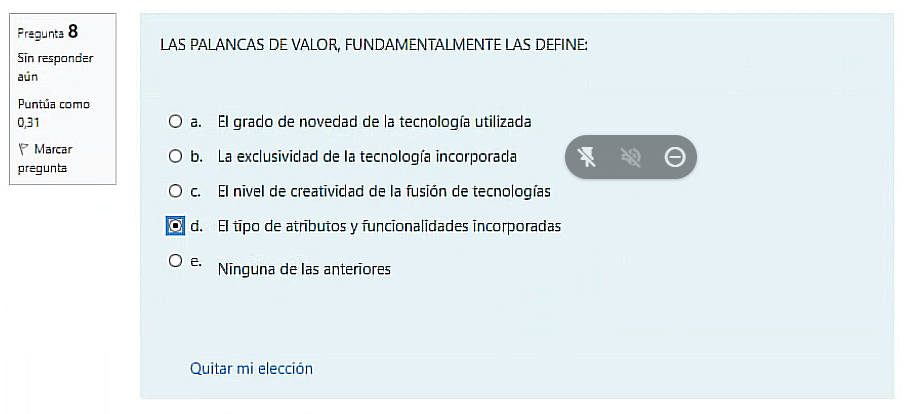 Pregunta 8
Sin responder
aún
Puntúa como
0,31
Marcar
pregunta
LAS PALANCAS DE VALOR, FUNDAMENTALMENTE LAS DEFINE:
a. El grado de novedad de la tecnología utilizada
b. La exclusividad de la tecnología incorporada
c. El nivel de creatividad de la fusión de tecnologías
d. El tipo de atributos y funcionalidades incorporadas
e. Ninguna de las anteriores
Quitar mi elección